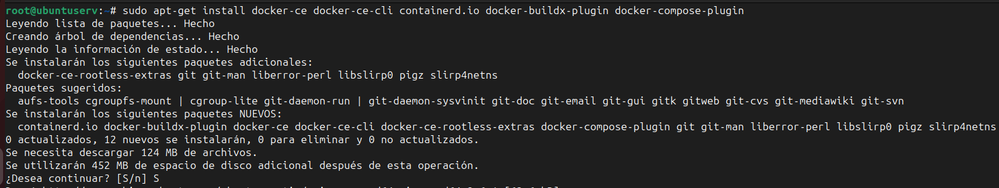 root@ubuntuserv:~# sudo apt-get install docker-ce docker-ce-cli containerd.io docker-buildx-plugin docker-compose-plugin
Leyendo lista de paquetes... Hecho
Creando árbol de dependencias... Hecho
Leyendo la información de estado... Hecho
Se instalarán los siguientes paquetes adicionales:
  docker-ce-rootless-extras git git-man liberror-perl libslirp0 pigz slirp4netns
Paquetes sugeridos:
  aufs-tools cgroupfs-mount | cgroup-lite git-daemon-run | git-daemon-sysvinit git-doc git-email git-gui gitk gitweb git-cvs git-mediawiki git-svn
Se instalarán los siguientes paquetes NUEVOS:
  containerd.io docker-buildx-plugin docker-ce docker-ce-cli docker-ce-rootless-extras docker-compose-plugin git git-man liberror-perl libslirp0 pigz slirp4netns
0 actualizados, 12 nuevos se instalarán, 0 para eliminar y 0 no actualizados.
Se necesita descargar 124 MB de archivos.
Se utilizarán 452 MB de espacio de disco adicional después de esta operación.
¿Desea continuar? [S/n] S